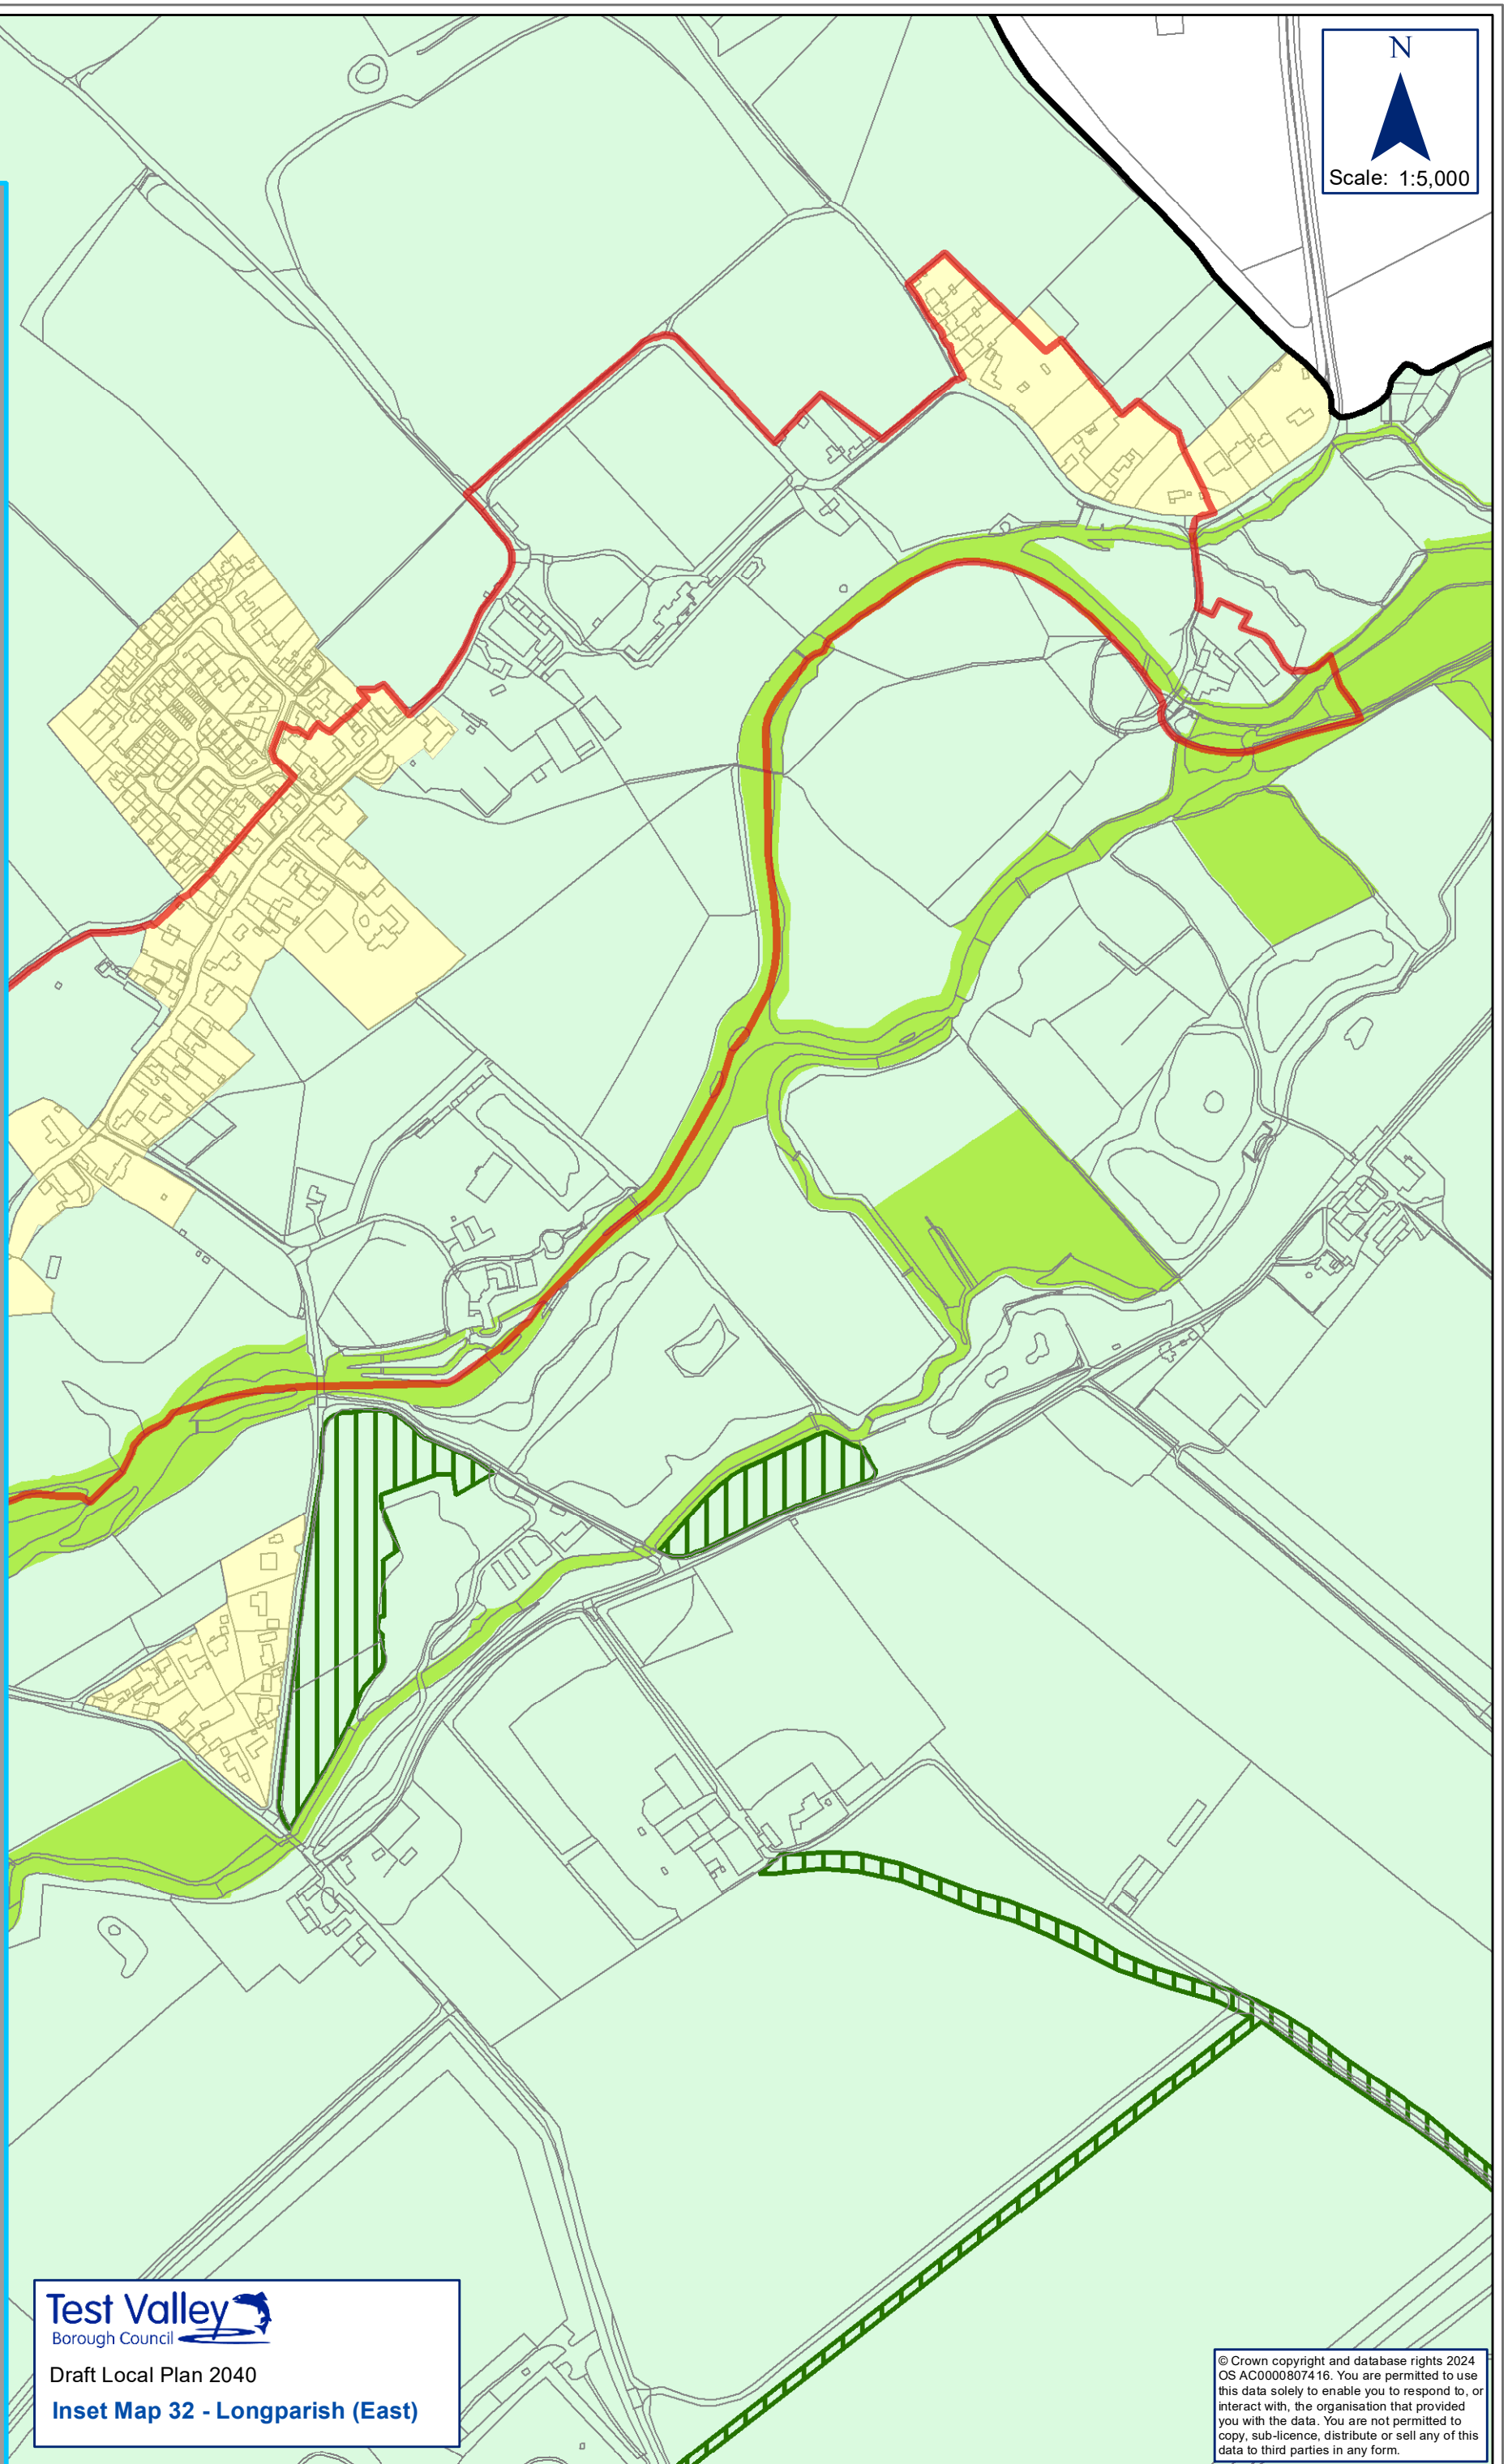 N
Scale: 1:5,000
Test Valley
Borough Council
Draft Local Plan 2040
Inset Map 32 - Longparish (East)
© Crown copyright and database rights 2024
OS AC0000807416. You are permitted to use
this data solely to enable you to respond to, or
interact with, the organisation that provided
you with the data. You are not permitted to
copy, sub-licence, distribute or sell any of this
data to third parties in any form.